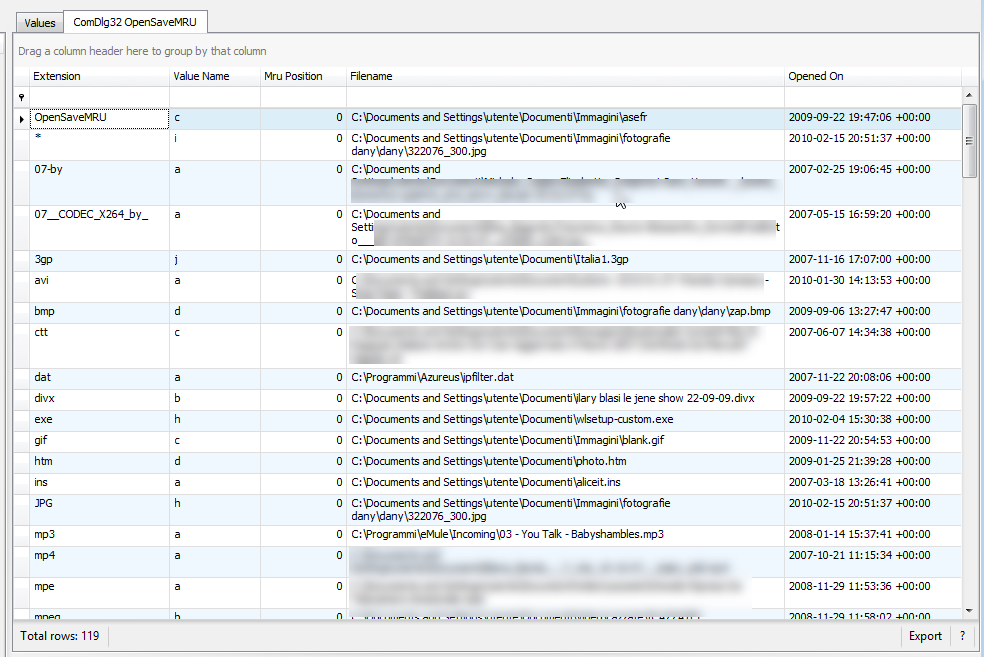 Values ComDlg32 OpenSaveMRU
Drag a column header here to group by that column
Extension Value Name Mru Position Filename Opened On
OpenSaveMRU c 0 C:\Documents and Settings\utente\Documenti\Immagini\asefr 2009-09-22 19:47:06 +00:00
* i 0 C:\Documents and Settings\utente\Documenti\Immagini\fotografie 2010-02-15 20:51:37 +00:00
dany\dany\322076_300.jpg
07-by a 0 C:\Documents and 2007-02-25 19:06:45 +00:00
07__CODEC_X264_by_ a 0 C:\Documents and 2007-05-15 16:59:20 +00:00
Setti t
o___
3gp j 0 C:\Documents and Settings\utente\Documenti\Italia1.3gp 2007-11-16 17:07:00 +00:00
avi a 0 C - 2010-01-30 14:13:53 +00:00
S
bmp d 0 C:\Documents and Settings\utente\Documenti\Immagini\fotografie dany\dany\zap.bmp 2009-09-06 13:27:47 +00:00
ctt c 0 2007-06-07 14:34:38 +00:00
dat a 0 C:\Programmi\Azureus\ipfilter.dat 2007-11-22 20:08:06 +00:00
divx b 0 C:\Documents and Settings\utente\Documenti\ilary blasi le jene show 22-09-09.divx 2009-09-22 19:57:22 +00:00
exe h 0 C:\Documents and Settings\utente\Documenti\wlsetup-custom.exe 2010-02-04 15:30:38 +00:00
gif c 0 C:\Documents and Settings\utente\Documenti\Immagini\blank.gif 2009-11-22 20:54:53 +00:00
htm d 0 C:\Documents and Settings\utente\Documenti\photo.htm 2009-01-25 21:39:28 +00:00
ins a 0 C:\Documents and Settings\utente\Documenti\aliceit.ins 2007-03-18 13:26:41 +00:00
JPG h 0 C:\Documents and Settings\utente\Documenti\Immagini\fotografie 2010-02-15 20:51:37 +00:00
dany\dany\322076_300.jpg
mp3 a 0 C:\Programmi\eMule\Incoming\03 - You Talk - Babyshambles.mp3 2008-01-14 15:37:41 +00:00
mp4 a 0 2007-10-21 11:15:34 +00:00
mpe a 0 2008-11-29 11:53:36 +00:00
mpeg h 0 2008-11-29 11:58:02 +00:00
Total rows: 119 Export ?